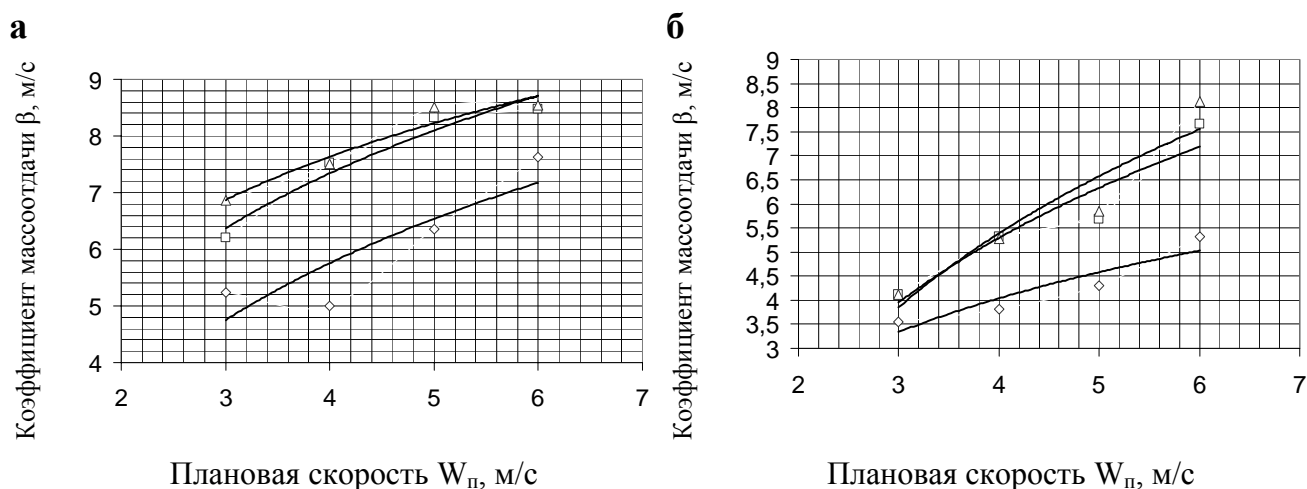 а
Коэффициент массоотдачи β, м/с
9
8
7
6
5
4
2 3 4 5 6 7
Плановая скорость Wп, м/с
б
Коэффициент массоотдачи β, м/с
9
8,5
8
7,5
7
6,5
6
5,5
5
4,5
4
3,5
3
2 3 4 5 6 7
Плановая скорость Wп, м/с